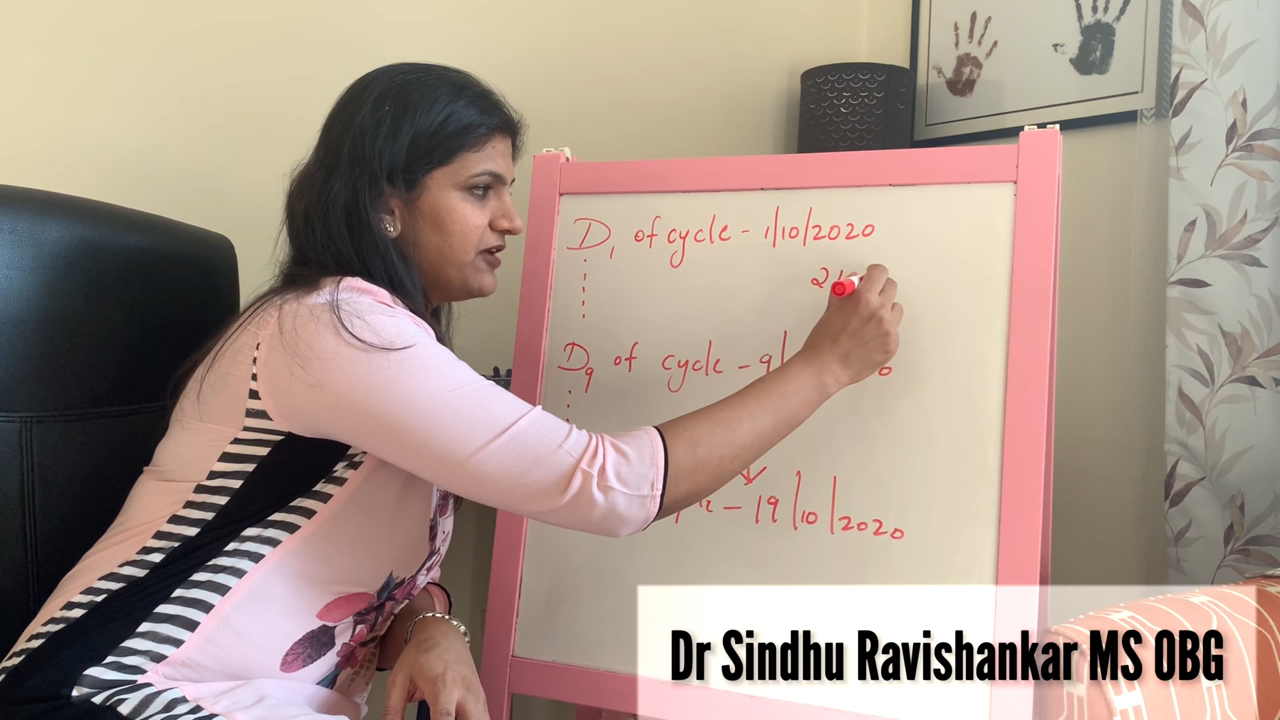 D1 of cycle - 1/10/2020
D9 of cycle - 9/
- 19/10/2020
Dr Sindhu Ravishankar MS OBG